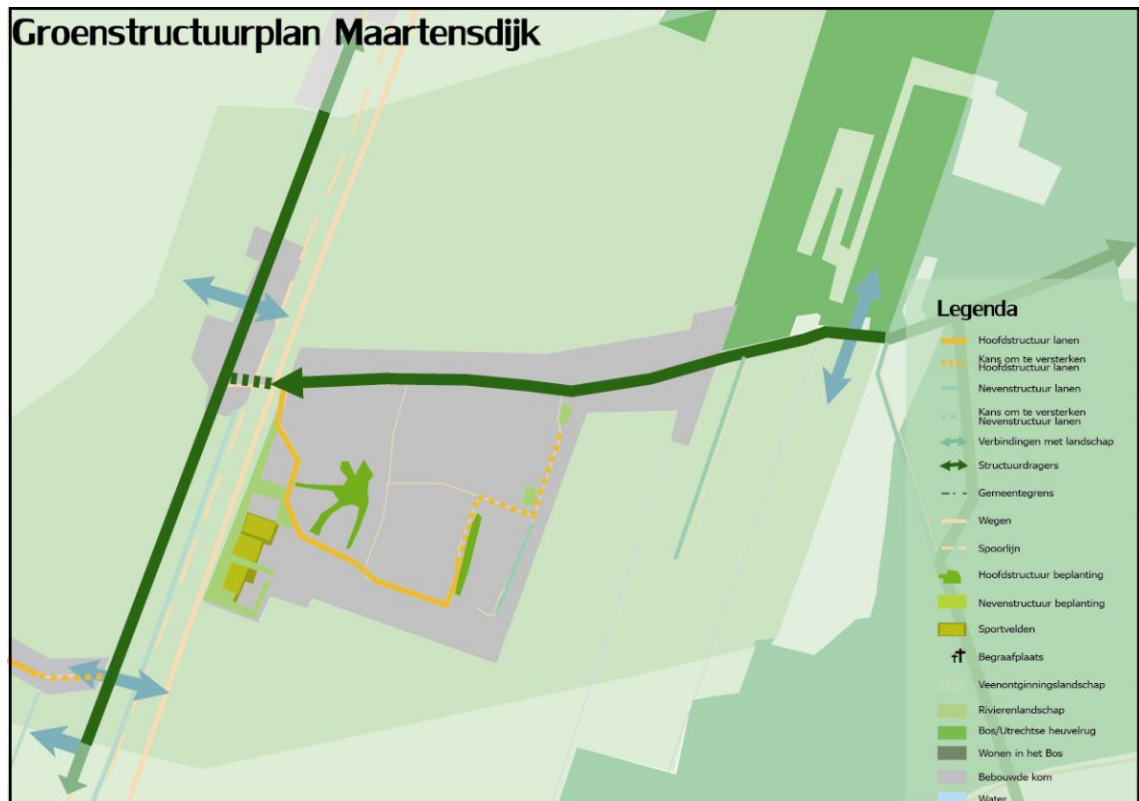 Groenstructuurplan Maartensdijk
Legenda
Hoofdstructuur lanen
Kans om te versterken
Hoofdstructuur lanen
Nevenstructuur lanen
Kans om te versterken
Nevenstructuur lanen
Verbindingen met landschap
Structuurdragers
Gemeentegrens
Wegen
Spoorlijn
Hoofdstructuur beplanting
Nevenstructuur beplanting
Sportvelden
Begraafplaats
Veenontginningslandschap
Rivierenlandschap
Bos/Utrechtse heuvelrug
Wonen in het Bos
Bebouwde kom
Water